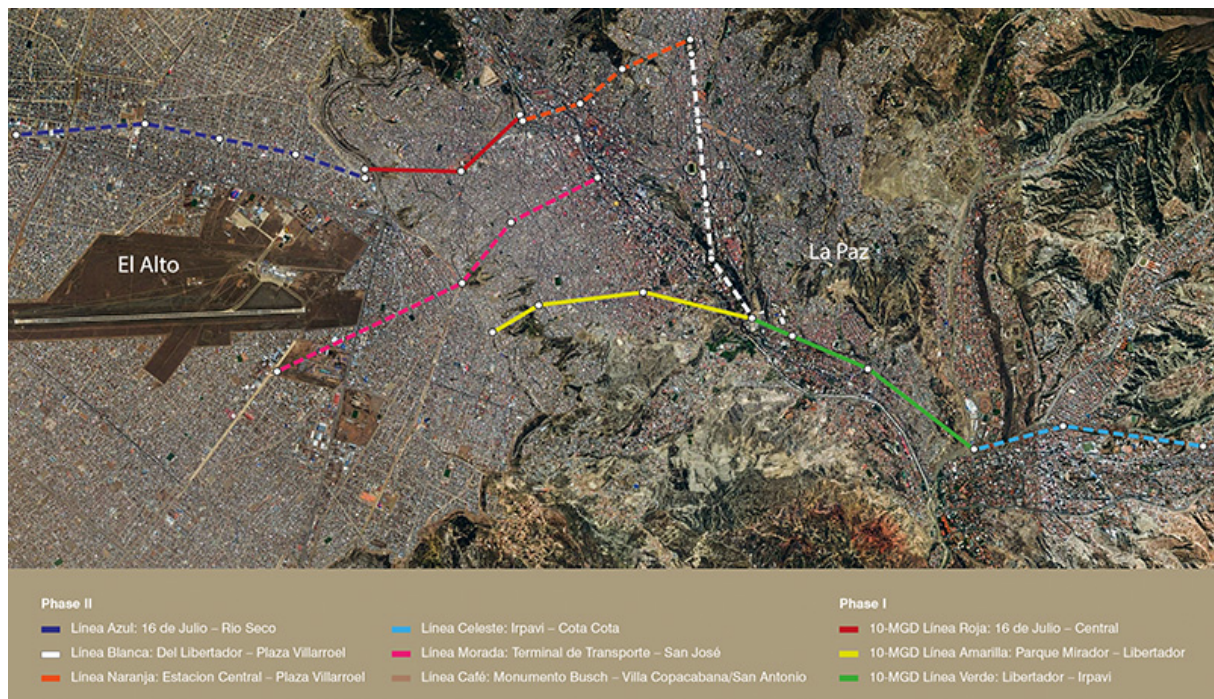 El Alto
La Paz
Phase II
Línea Azul: 16 de Julio – Rio Seco
Línea Blanca: Del Libertador – Plaza Villarroel
Línea Naranja: Estacion Central – Plaza Villarroel
Línea Celeste: Irpavi – Cota Cota
Línea Morada: Terminal de Transporte – San José
Línea Café: Monumento Busch – Villa Copacabana/San Antonio
Phase I
10-MGD Línea Roja: 16 de Julio – Central
10-MGD Línea Amarilla: Parque Mirador – Libertador
10-MGD Línea Verde: Libertador – Irpavi